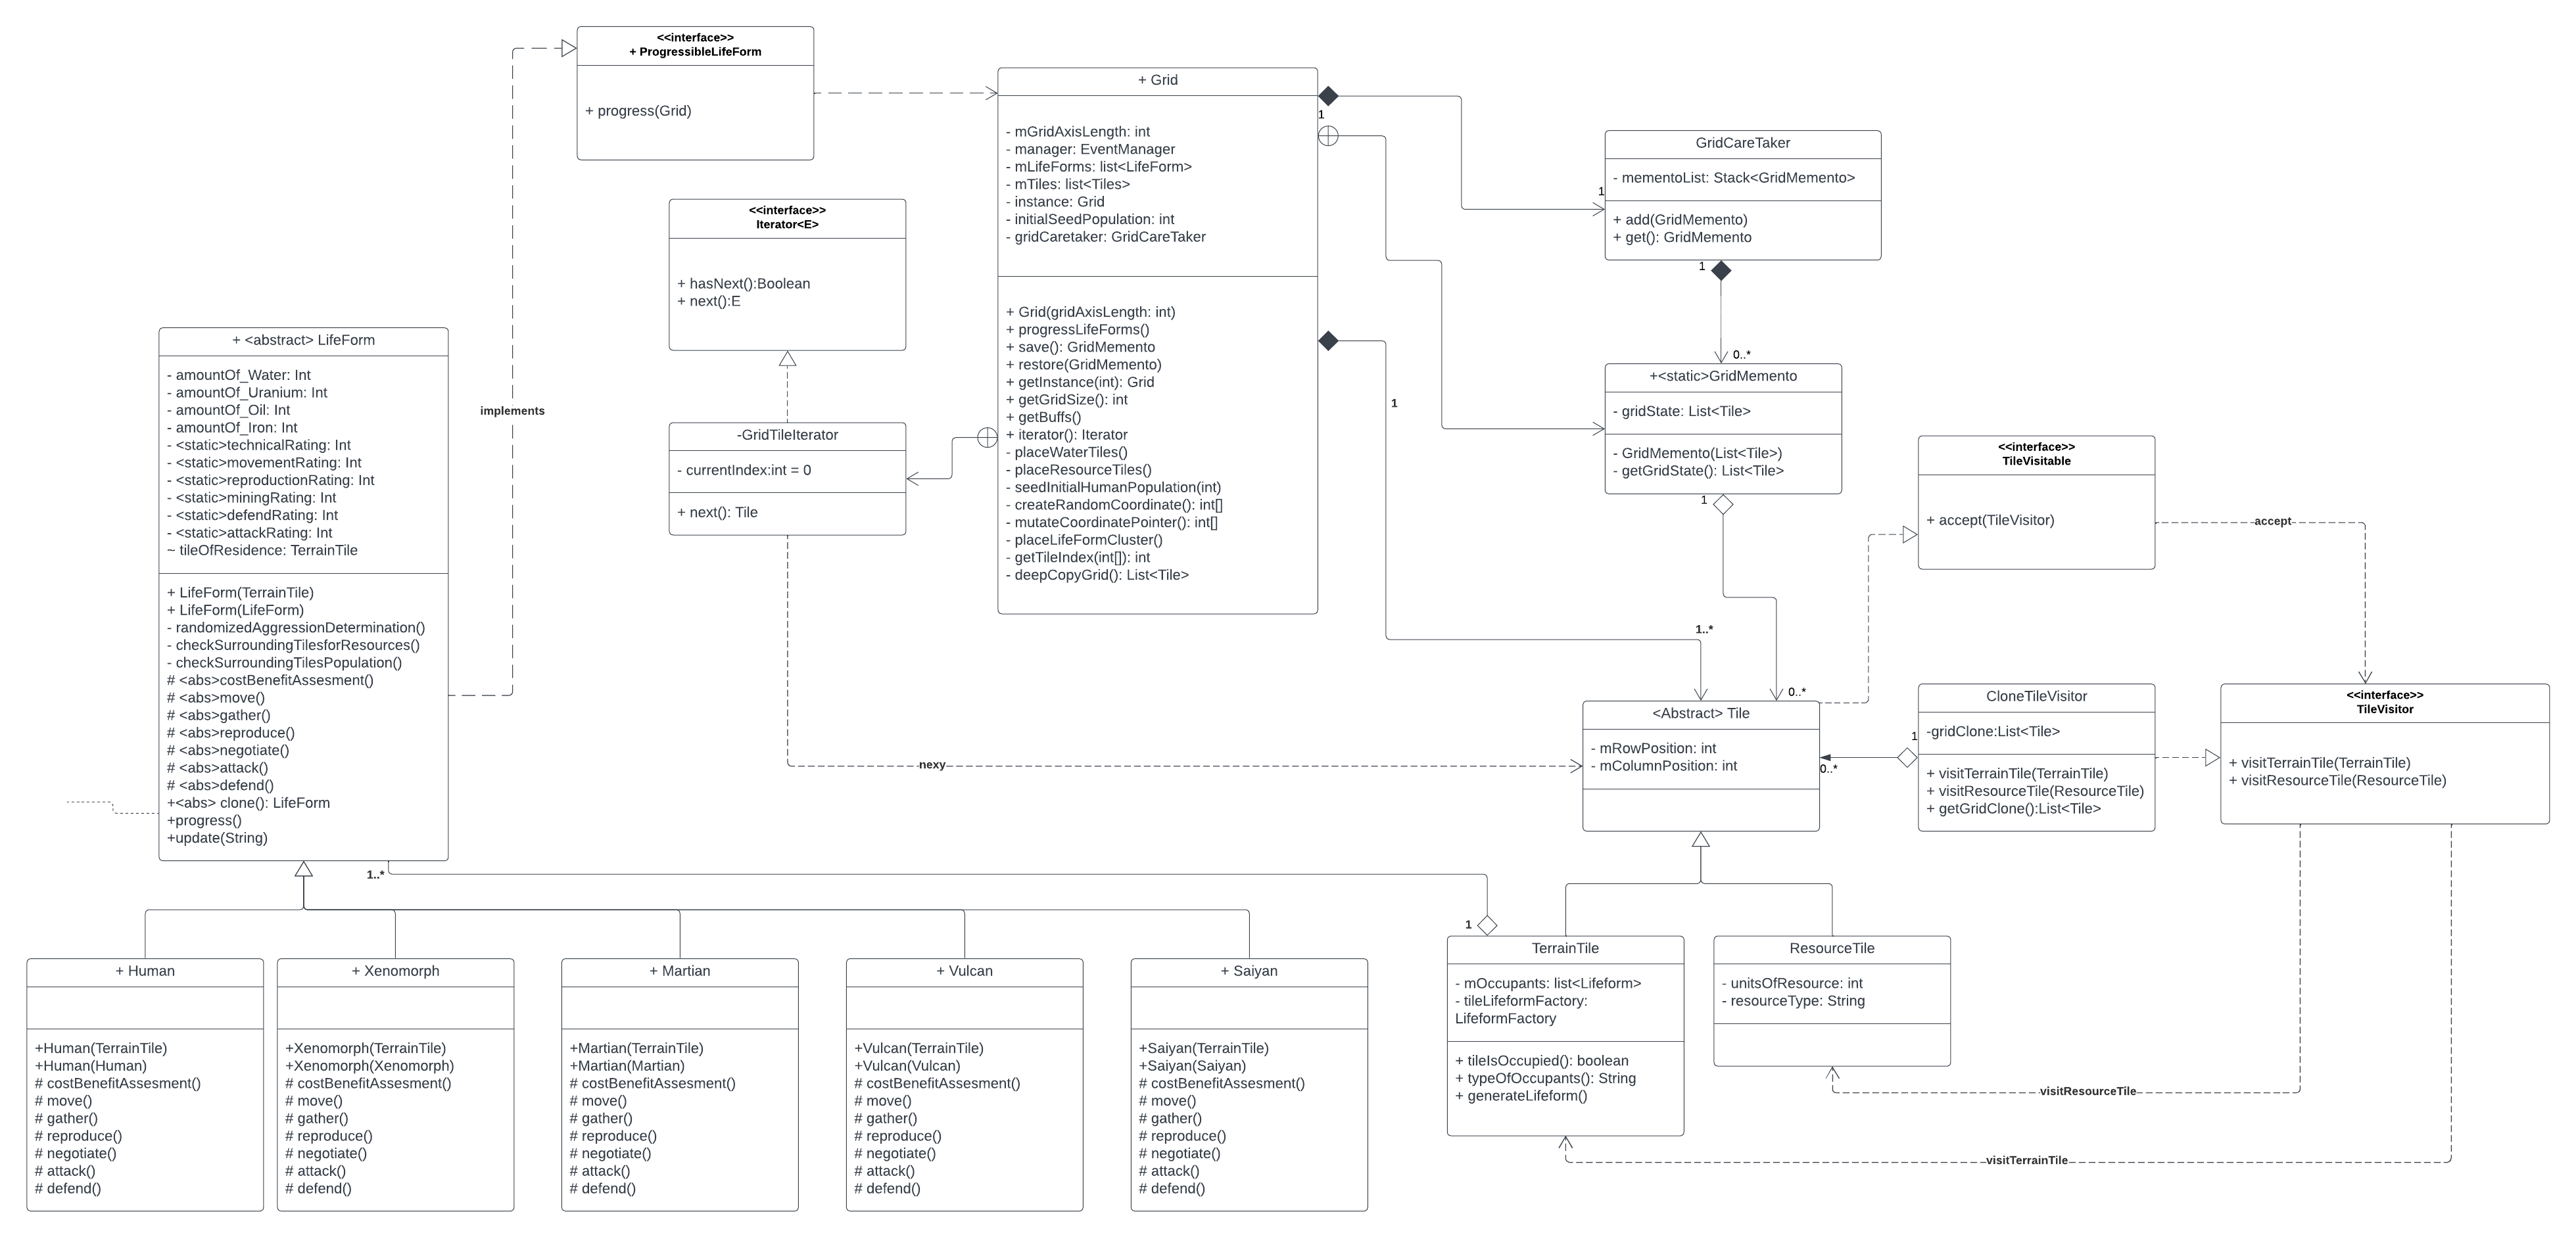 <<interface>>
+ ProgressibleLifeForm
+ progress(Grid)
+ Grid
- mGridAxisLength: int
- manager: EventManager
- mLifeForms: list<LifeForm>
- mTiles: list<Tiles>
- instance: Grid
- initialSeedPopulation: int
- gridCaretaker: GridCareTaker
+ Grid(gridAxisLength: int)
+ progressLifeForms()
+ save(): GridMemento
+ restore(GridMemento)
+ getInstance(int): Grid
+ getGridSize(): int
+ getBuffs()
+ iterator(): Iterator
- placeWaterTiles()
- placeResourceTiles()
- seedInitialHumanPopulation(int)
- createRandomCoordinate(): int[]
- mutateCoordinatePointer(): int[]
- placeLifeFormCluster()
- getTileIndex(int[]): int
- deepCopyGrid(): List<Tile>
1
1
GridCareTaker
- mementoList: Stack<GridMemento>
+ add(GridMemento)
+ get(): GridMemento
1
0..*
<<interface>>
Iterator<E>
+ hasNext():Boolean
+ next():E
-GridTileIterator
- currentIndex:int = 0
+ next(): Tile
implements
+ <abstract> LifeForm
- amountOf_Water: Int
- amountOf_Uranium: Int
- amountOf_Oil: Int
- amountOf_Iron: Int
- <static>technicalRating: Int
- <static>movementRating: Int
- <static>reproductionRating: Int
- <static>miningRating: Int
- <static>defendRating: Int
- <static>attackRating: Int
~ tileOfResidence: TerrainTile
+ LifeForm(TerrainTile)
+ LifeForm(LifeForm)
- randomizedAggressionDetermination()
- checkSurroundingTilesforResources()
- checkSurroundingTilesPopulation()
# <abs>costBenefitAssesment()
# <abs>move()
# <abs>gather()
# <abs>reproduce()
# <abs>negotiate()
# <abs>attack()
# <abs>defend()
+<abs> clone(): LifeForm
+progress()
+update(String)
1..*
1
+<static>GridMemento
- gridState: List<Tile>
- GridMemento(List<Tile>)
- getGridState(): List<Tile>
1
1..*
0..*
<<interface>>
TileVisitable
+ accept(TileVisitor)
accept
<Abstract> Tile
- mRowPosition: int
- mColumnPosition: int
nexy
0..*
1
CloneTileVisitor
-gridClone:List<Tile>
+ visitTerrainTile(TerrainTile)
+ visitResourceTile(ResourceTile)
+ getGridClone():List<Tile>
<<interface>>
TileVisitor
+ visitTerrainTile(TerrainTile)
+ visitResourceTile(ResourceTile)
+ Human
+Human(TerrainTile)
+Human(Human)
# costBenefitAssesment()
# move()
# gather()
# reproduce()
# negotiate()
# attack()
# defend()
+ Xenomorph
+Xenomorph(TerrainTile)
+Xenomorph(Xenomorph)
# costBenefitAssesment()
# move()
# gather()
# reproduce()
# negotiate()
# attack()
# defend()
+ Martian
+Martian(TerrainTile)
+Martian(Martian)
# costBenefitAssesment()
# move()
# gather()
# reproduce()
# negotiate()
# attack()
# defend()
+ Vulcan
+Vulcan(TerrainTile)
+Vulcan(Vulcan)
# costBenefitAssesment()
# move()
# gather()
# reproduce()
# negotiate()
# attack()
# defend()
+ Saiyan
+Saiyan(TerrainTile)
+Saiyan(Saiyan)
# costBenefitAssesment()
# move()
# gather()
# reproduce()
# negotiate()
# attack()
# defend()
1
TerrainTile
- mOccupants: list<Lifeform>
- tileLifeformFactory:
LifeformFactory
+ tileIsOccupied(): boolean
+ typeOfOccupants(): String
+ generateLifeform()
ResourceTile
- unitsOfResource: int
- resourceType: String
visitResourceTile
visitTerrainTile